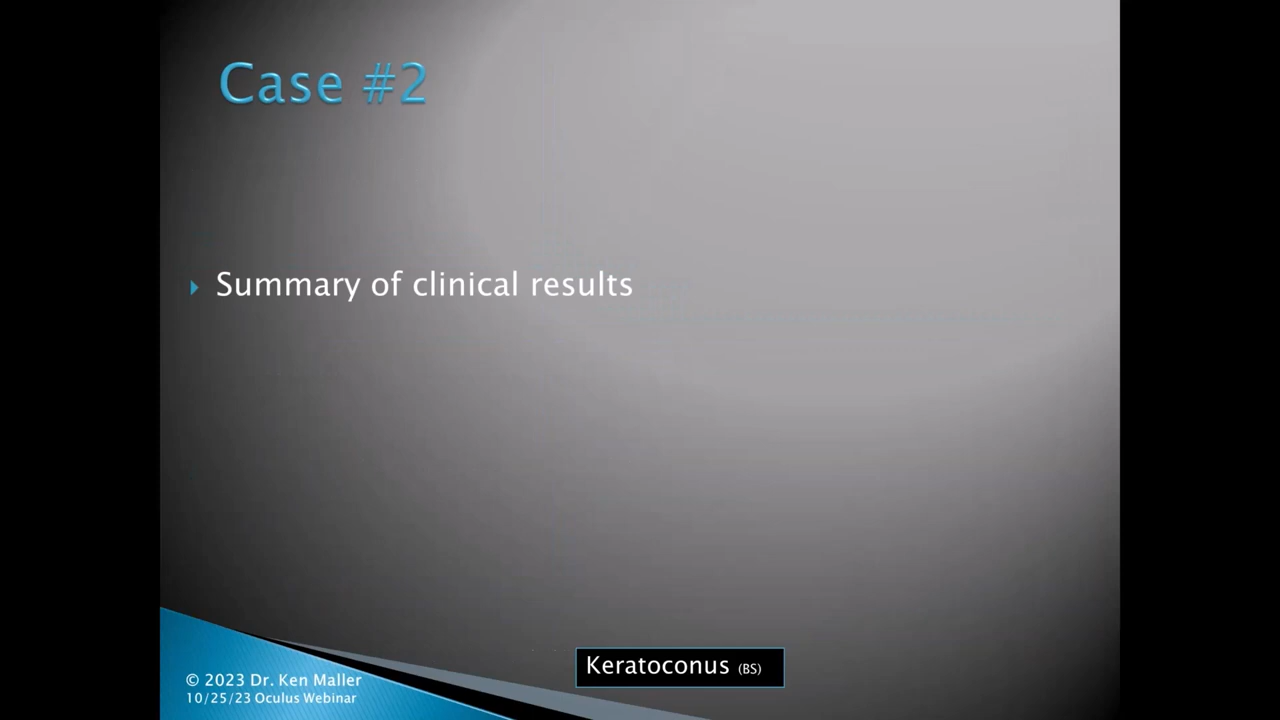 Case #2
Summary of clinical results
Keratoconus (BS)
© 2023 Dr. Ken Maller
10/25/23 Oculus Webinar